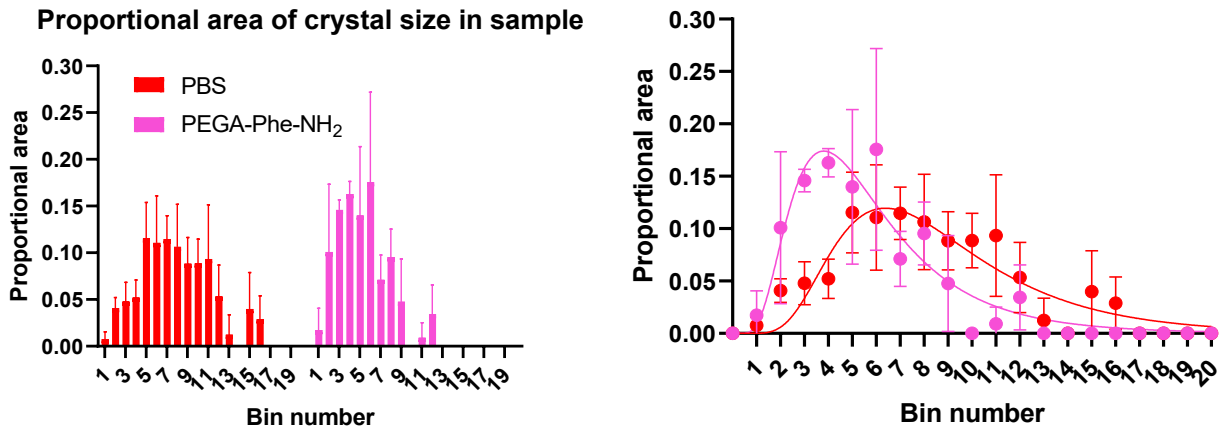 Proportional area of crystal size in sample
Proportional area
0.30
0.25
0.20
0.15
0.10
0.05
0.00
PBS
PEGA-Phe-NH₂
1 3 5 7 9 11 13 15 17 19 1 3 5 7 9 11 13 15 17 19
Bin number
Proportional area
0.30
0.25
0.20
0.15
0.10
0.05
0.00
1 2 3 4 5 6 7 8 9 10 11 12 13 14 15 16 17 18 19 20
Bin number